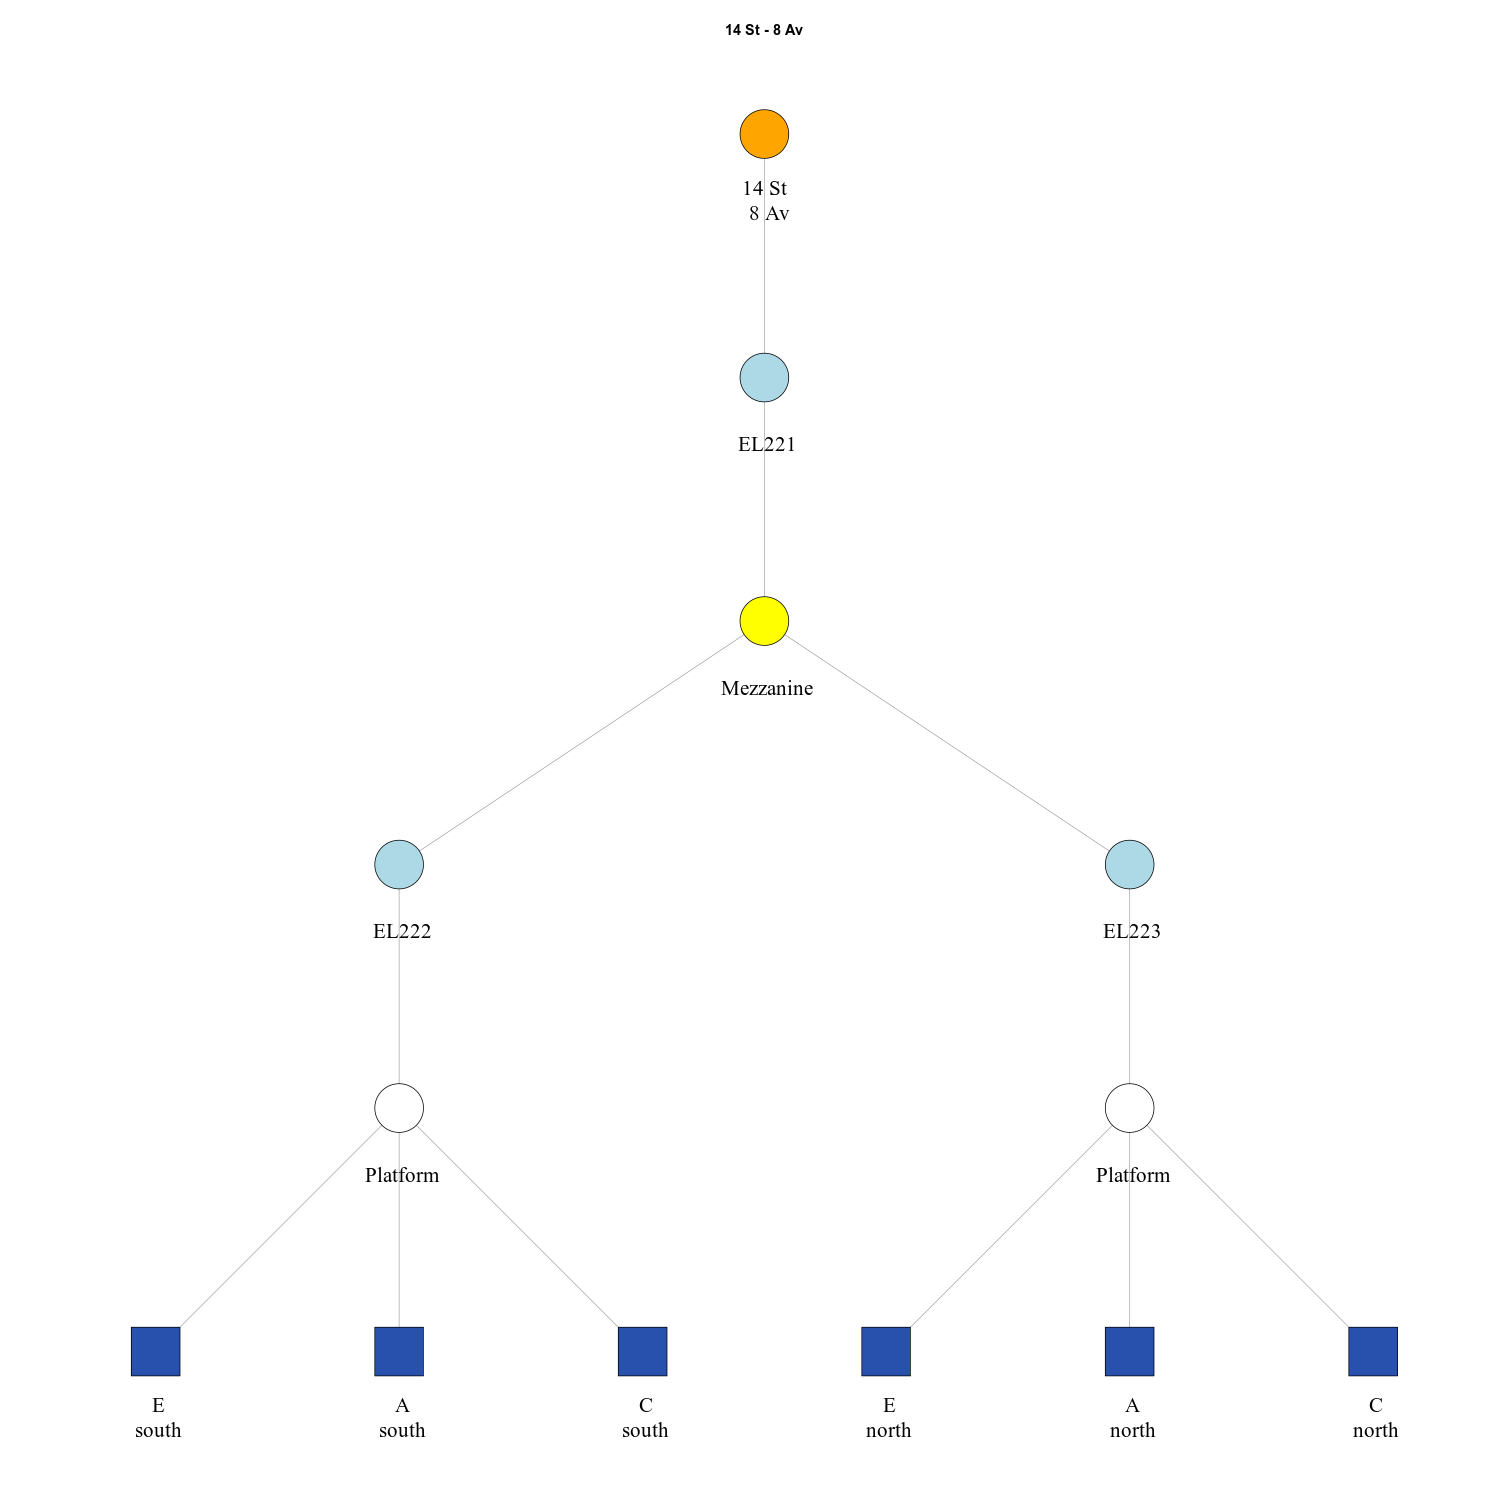 14 St - 8 Av
14 St
8 Av
EL221
Mezzanine
EL222
EL223
Platform
Platform
E
south
A
south
C
south
E
north
A
north
C
north